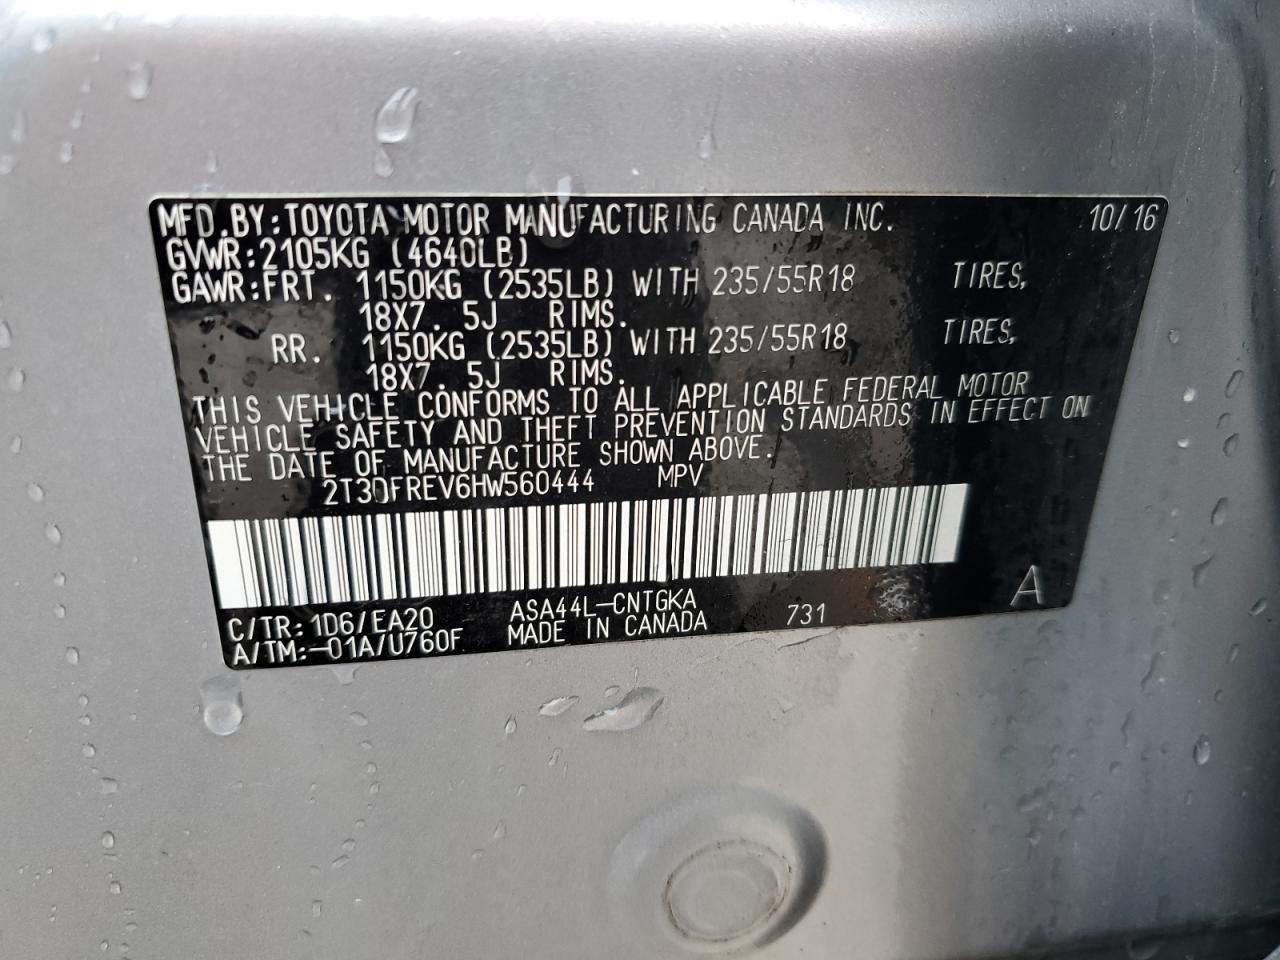 MFD.BY:TOYOTA MOTOR MANUFACTURING CANADA INC. 10/16
GVWR:2105KG (4640LB)
GAWR:FRT. 1150KG (2535LB) WITH 235/55R18 TIRES,
18X7.5J RIMS.
RR. 1150KG (2535LB) WITH 235/55R18 TIRES,
18X7.5J RIMS.
THIS VEHICLE CONFORMS TO ALL APPLICABLE FEDERAL MOTOR
VEHICLE SAFETY AND THEFT PREVENTION STANDARDS IN EFFECT ON
THE DATE OF MANUFACTURE SHOWN ABOVE.
2T3DFREV6HW560444 MPV
C/TR: 1D6/EA20 ASA44L-CNTGKA 731 A
A/TM:-01A/U760F MADE IN CANADA